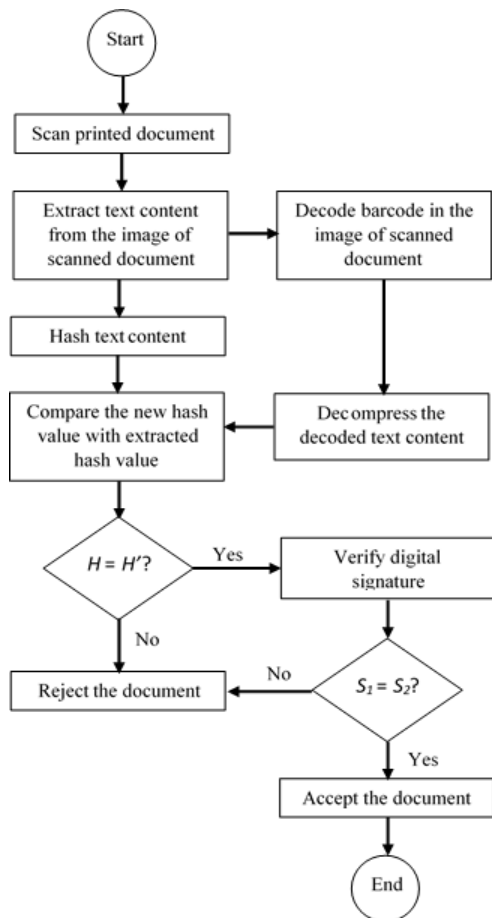 Start
Scan printed document
Extract text content
from the image of
scanned document
Decode barcode in the
image of scanned
document
Hash text content
Compare the new hash
value with extracted
hash value
Decompress the
decoded text content
H = H′?
Yes
Verify digital
signature
No
Reject the document
No
S₁ = S₂?
Yes
Accept the document
End